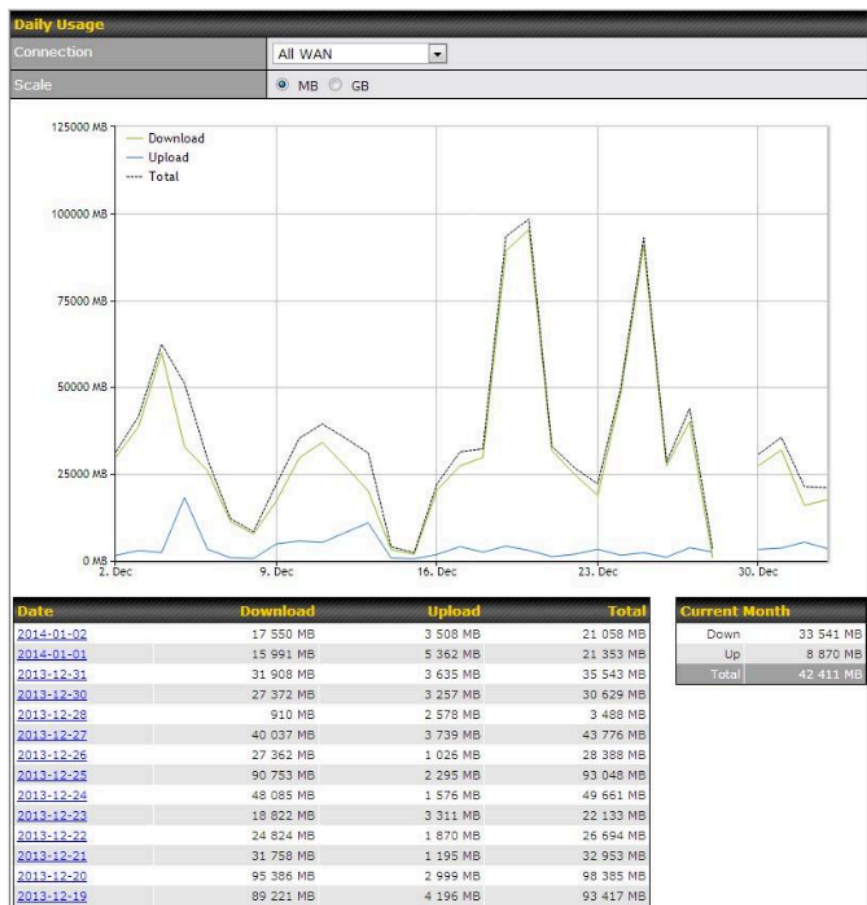 Daily Usage
Connection All WAN
Scale MB GB
125000 MB
Download
Upload
Total
100000 MB
75000 MB
50000 MB
25000 MB
0 MB
2. Dec 9. Dec 16. Dec 23. Dec 30. Dec
Date Download Upload Total
2014-01-02 17 550 MB 3 508 MB 21 058 MB
2014-01-01 15 991 MB 5 362 MB 21 353 MB
2013-12-31 31 908 MB 3 635 MB 35 543 MB
2013-12-30 27 372 MB 3 257 MB 30 629 MB
2013-12-28 910 MB 2 578 MB 3 488 MB
2013-12-27 40 037 MB 3 739 MB 43 776 MB
2013-12-26 27 362 MB 1 026 MB 28 388 MB
2013-12-25 90 753 MB 2 295 MB 93 048 MB
2013-12-24 48 085 MB 1 576 MB 49 661 MB
2013-12-23 18 822 MB 3 311 MB 22 133 MB
2013-12-22 24 824 MB 1 870 MB 26 694 MB
2013-12-21 31 758 MB 1 195 MB 32 953 MB
2013-12-20 95 386 MB 2 999 MB 98 385 MB
2013-12-19 89 221 MB 4 196 MB 93 417 MB
Current Month
Down 33 541 MB
Up 8 870 MB
Total 42 411 MB